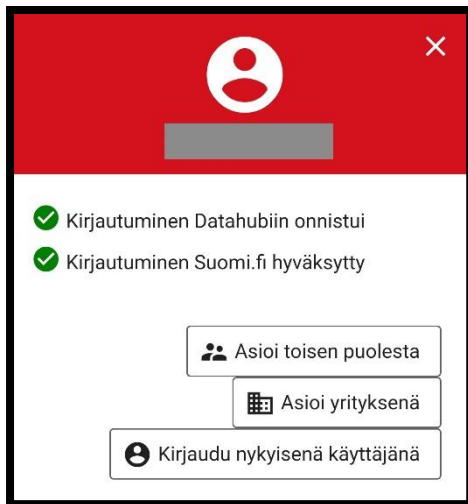 Kirjautuminen Datahubiin onnistui
Kirjautuminen Suomi.fi hyväksytty
Asioi toisen puolesta
Asioi yrityksenä
Kirjaudu nykyisenä käyttäjänä